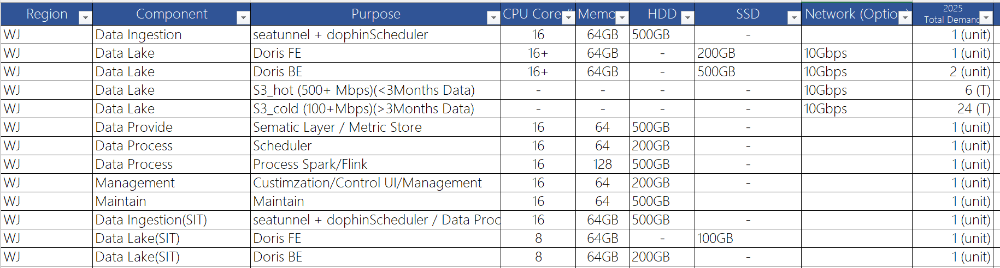 Region Component Purpose CPU Core # Memo HDD SSD Network (Optio 2025 Total Demand
WJ Data Ingestion seatunnel + dophinScheduler 16 64GB 500GB - 1 (unit)
WJ Data Lake Doris FE 16+ 64GB - 200GB 10Gbps 1 (unit)
WJ Data Lake Doris BE 16+ 64GB - 500GB 10Gbps 2 (unit)
WJ Data Lake S3_hot (500+ Mbps)(<3Months Data) - - - - 10Gbps 6 (T)
WJ Data Lake S3_cold (100+Mbps)(>3Months Data) - - - - 10Gbps 24 (T)
WJ Data Provide Sematic Layer / Metric Store 16 64 500GB - 1 (unit)
WJ Data Process Scheduler 16 64 200GB - 1 (unit)
WJ Data Process Process Spark/Flink 16 128 500GB - 1 (unit)
WJ Management Custimzation/Control UI/Management 16 64 200GB - 1 (unit)
WJ Maintain Maintain 16 64 500GB 1 (unit)
WJ Data Ingestion(SIT) seatunnel + dophinScheduler / Data Proc 16 64GB 500GB - 1 (unit)
WJ Data Lake(SIT) Doris FE 8 64GB - 100GB 1 (unit)
WJ Data Lake(SIT) Doris BE 8 64GB 200GB - 1 (unit)